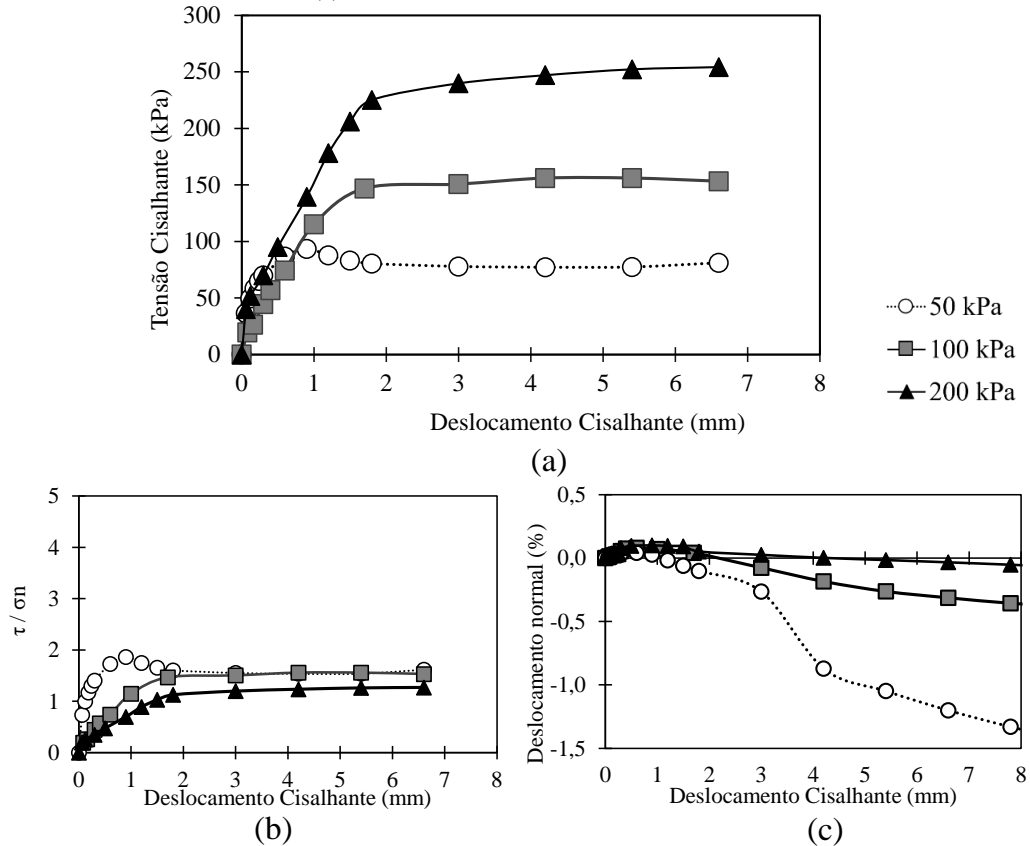 300
250
200
150
100
50
0
Tensão Cisalhante (kPa)
0 1 2 3 4 5 6 7 8
Deslocamento Cisalhante (mm)
50 kPa
100 kPa
200 kPa
(a)
5
4
3
2
1
0
τ / σn
0 1 2 3 4 5 6 7 8
Deslocamento Cisalhante (mm)
(b)
0,5
0,0
-0,5
-1,0
-1,5
Deslocamento normal (%)
0 1 2 3 4 5 6 7 8
Deslocamento Cisalhante (mm)
(c)